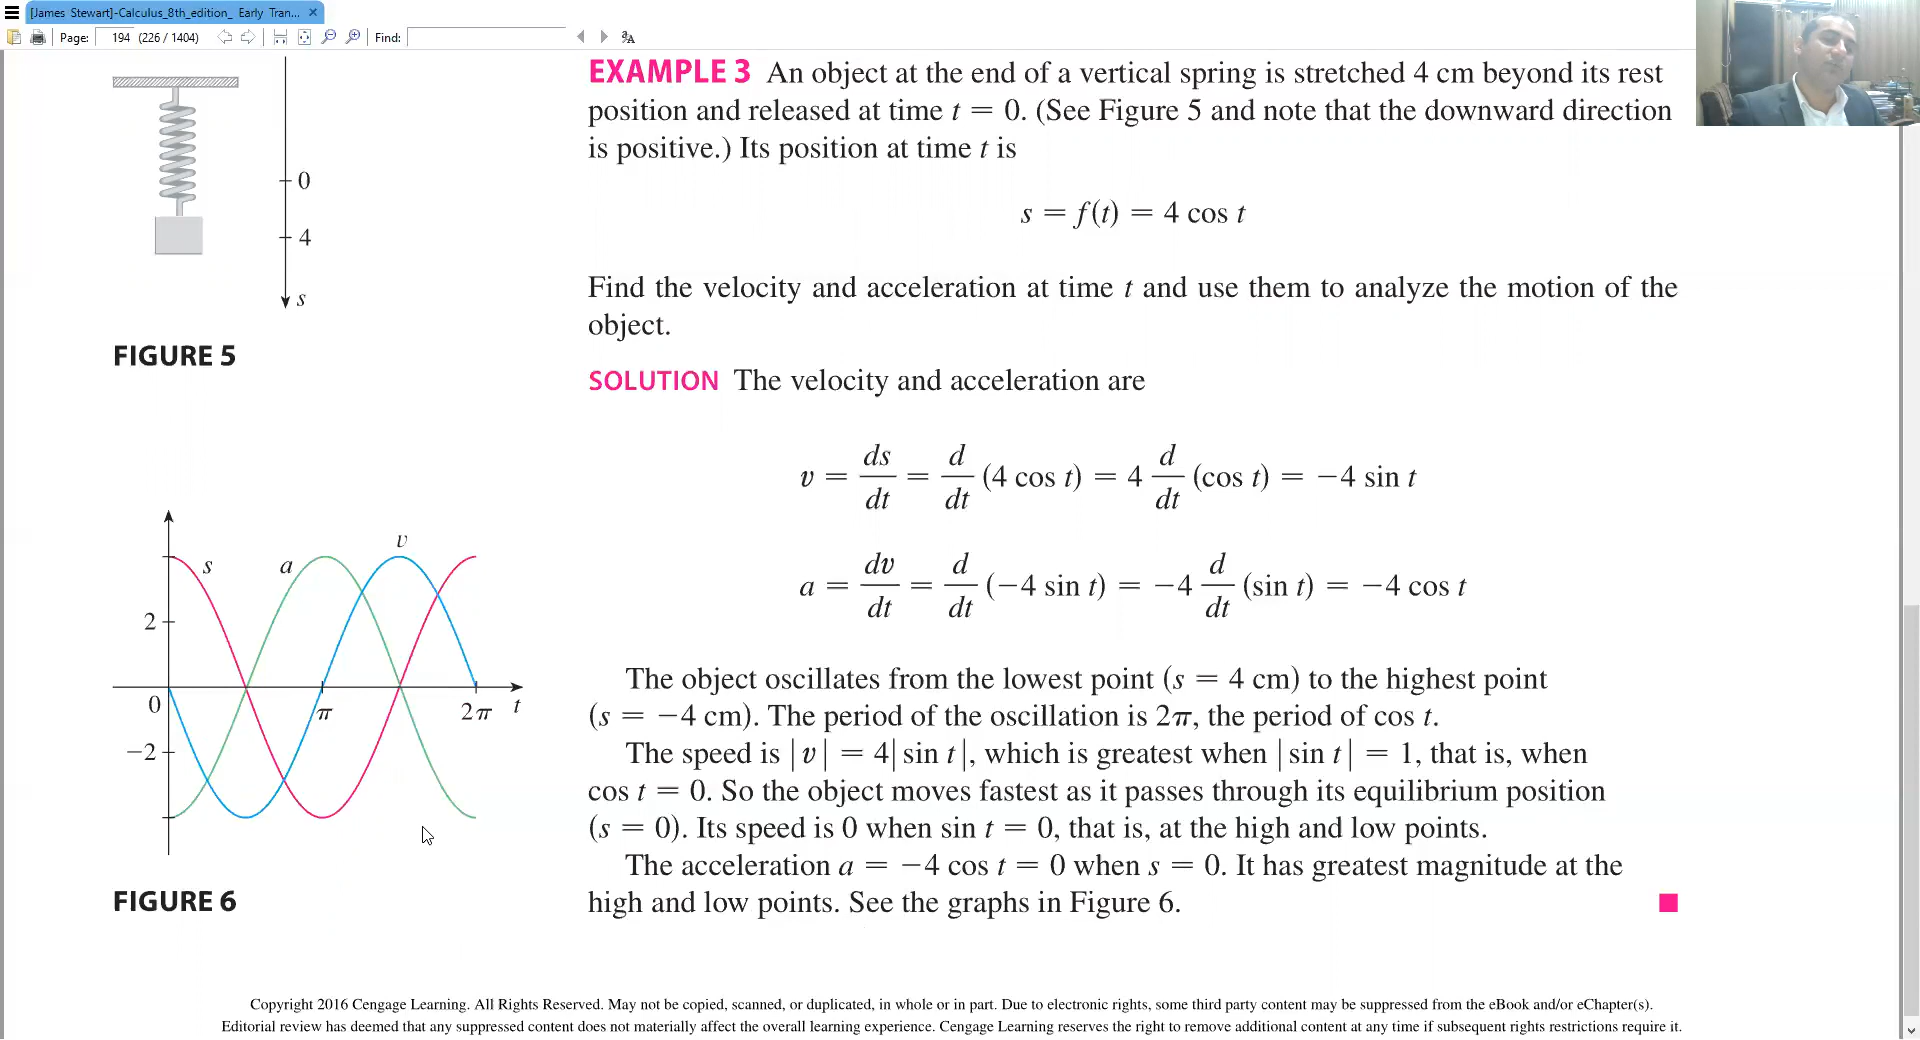 [James Stewart]-Calculus_8th_edition_ Early Tran... ×
Page: 194 (226 / 1404) Find:
0
4
s
FIGURE 5
EXAMPLE 3 An object at the end of a vertical spring is stretched 4 cm beyond its rest
position and released at time t = 0. (See Figure 5 and note that the downward direction
is positive.) Its position at time t is
s = f(t) = 4 cos t
Find the velocity and acceleration at time t and use them to analyze the motion of the
object.
SOLUTION The velocity and acceleration are
v = ds/dt = d/dt (4 cos t) = 4 d/dt (cos t) = −4 sin t
a = dv/dt = d/dt (−4 sin t) = −4 d/dt (sin t) = −4 cos t
s a v
2
0 π 2π t
−2
FIGURE 6
The object oscillates from the lowest point (s = 4 cm) to the highest point
(s = −4 cm). The period of the oscillation is 2π, the period of cos t.
The speed is |v| = 4|sin t|, which is greatest when |sin t| = 1, that is, when
cos t = 0. So the object moves fastest as it passes through its equilibrium position
(s = 0). Its speed is 0 when sin t = 0, that is, at the high and low points.
The acceleration a = −4 cos t = 0 when s = 0. It has greatest magnitude at the
high and low points. See the graphs in Figure 6.
Copyright 2016 Cengage Learning. All Rights Reserved. May not be copied, scanned, or duplicated, in whole or in part. Due to electronic rights, some third party content may be suppressed from the eBook and/or eChapter(s).
Editorial review has deemed that any suppressed content does not materially affect the overall learning experience. Cengage Learning reserves the right to remove additional content at any time if subsequent rights restrictions require it.